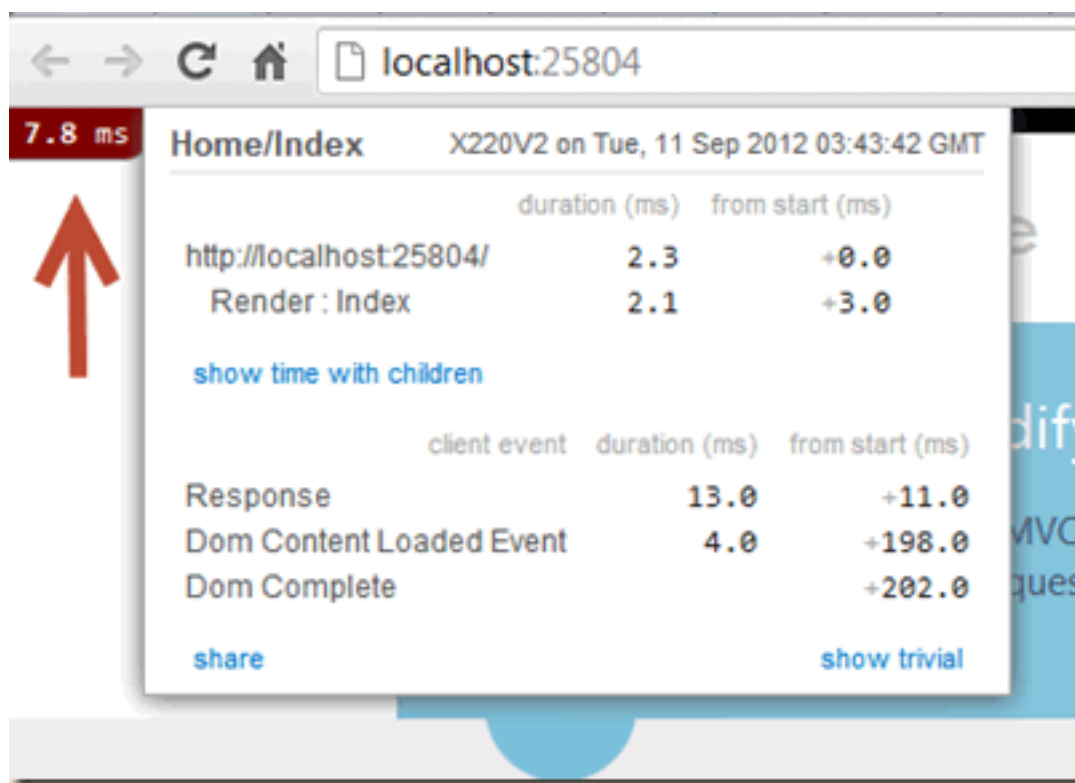 localhost:25804
7.8 ms
Home/Index X220V2 on Tue, 11 Sep 2012 03:43:42 GMT
duration (ms) from start (ms)
http://localhost:25804/ 2.3 +0.0
Render : Index 2.1 +3.0
show time with children
client event duration (ms) from start (ms)
Response 13.0 +11.0
Dom Content Loaded Event 4.0 +198.0
Dom Complete +202.0
share show trivial
MVC